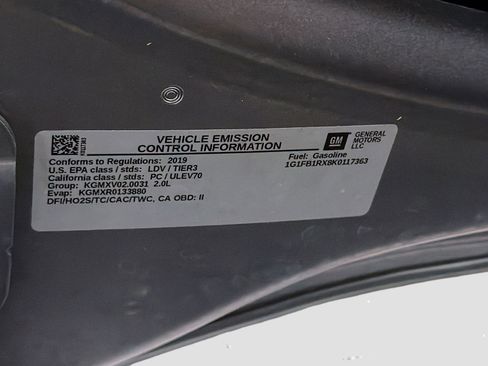 VEHICLE EMISSION
CONTROL INFORMATION
GM
GENERAL
MOTORS
LLC
Conforms to Regulations: 2019
Fuel: Gasoline
U.S. EPA class / stds: LDV / TIER3
1G1FB1RX8K0117363
California class / stds: PC / ULEV70
Group: KGMXV02.0031 2.0L
Evap: KGMXR0133880
DFI/HO2S/TC/CAC/TWC, CA OBD: II